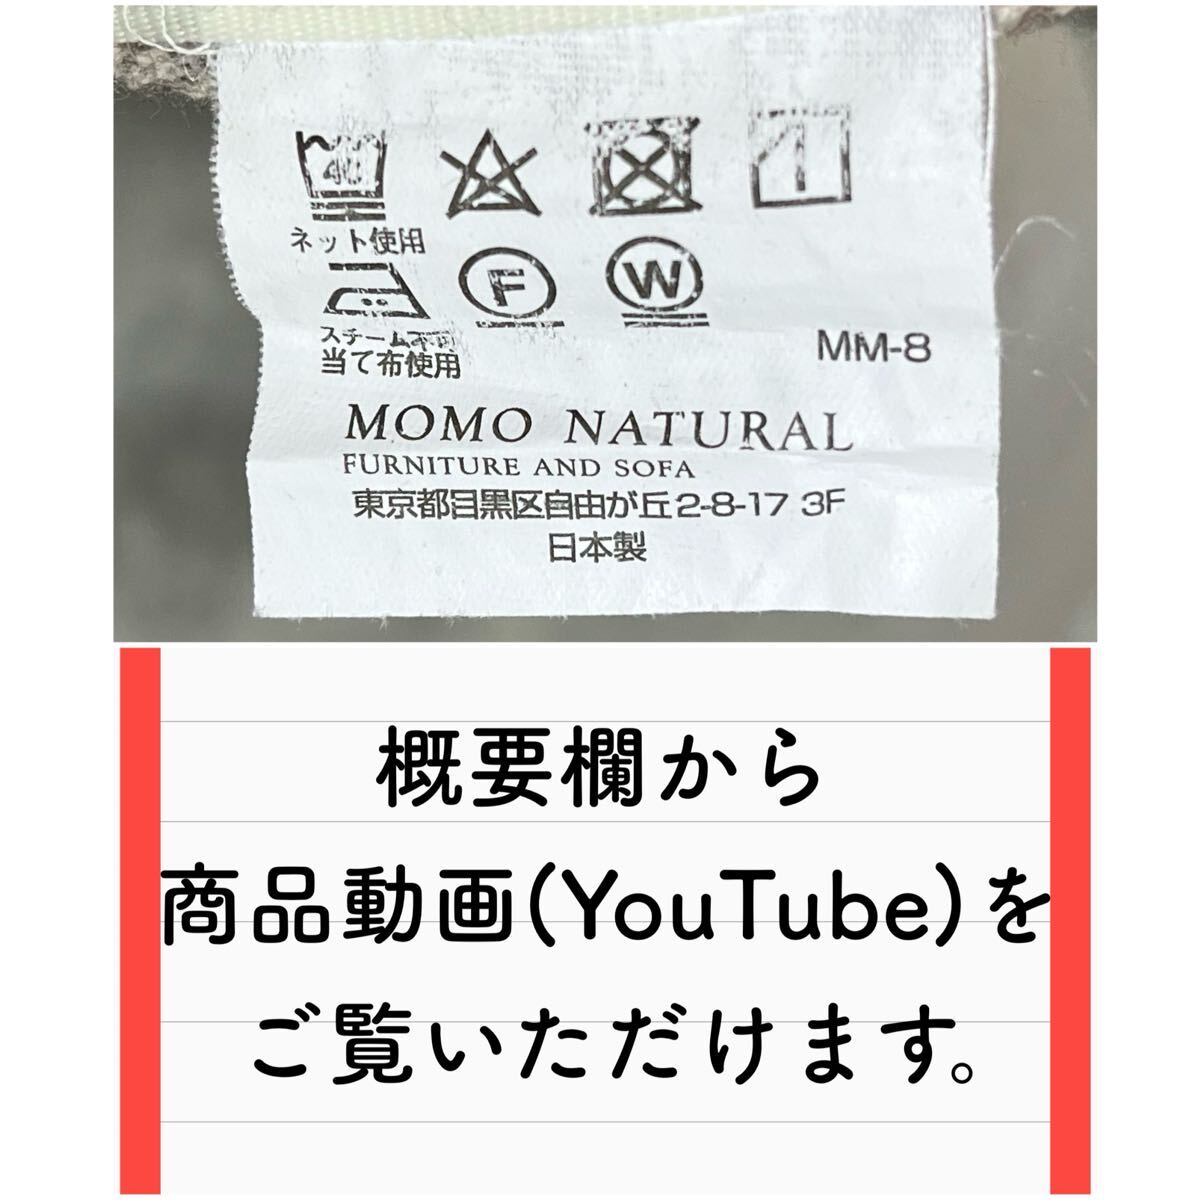 40
ネット使用
F
W
スチーム不可
当て布使用
MM-8
MOMO NATURAL
FURNITURE AND SOFA
東京都目黒区自由が丘2-8-17 3F
日本製
概要欄から
商品動画(YouTube)を
ご覧いただけます。